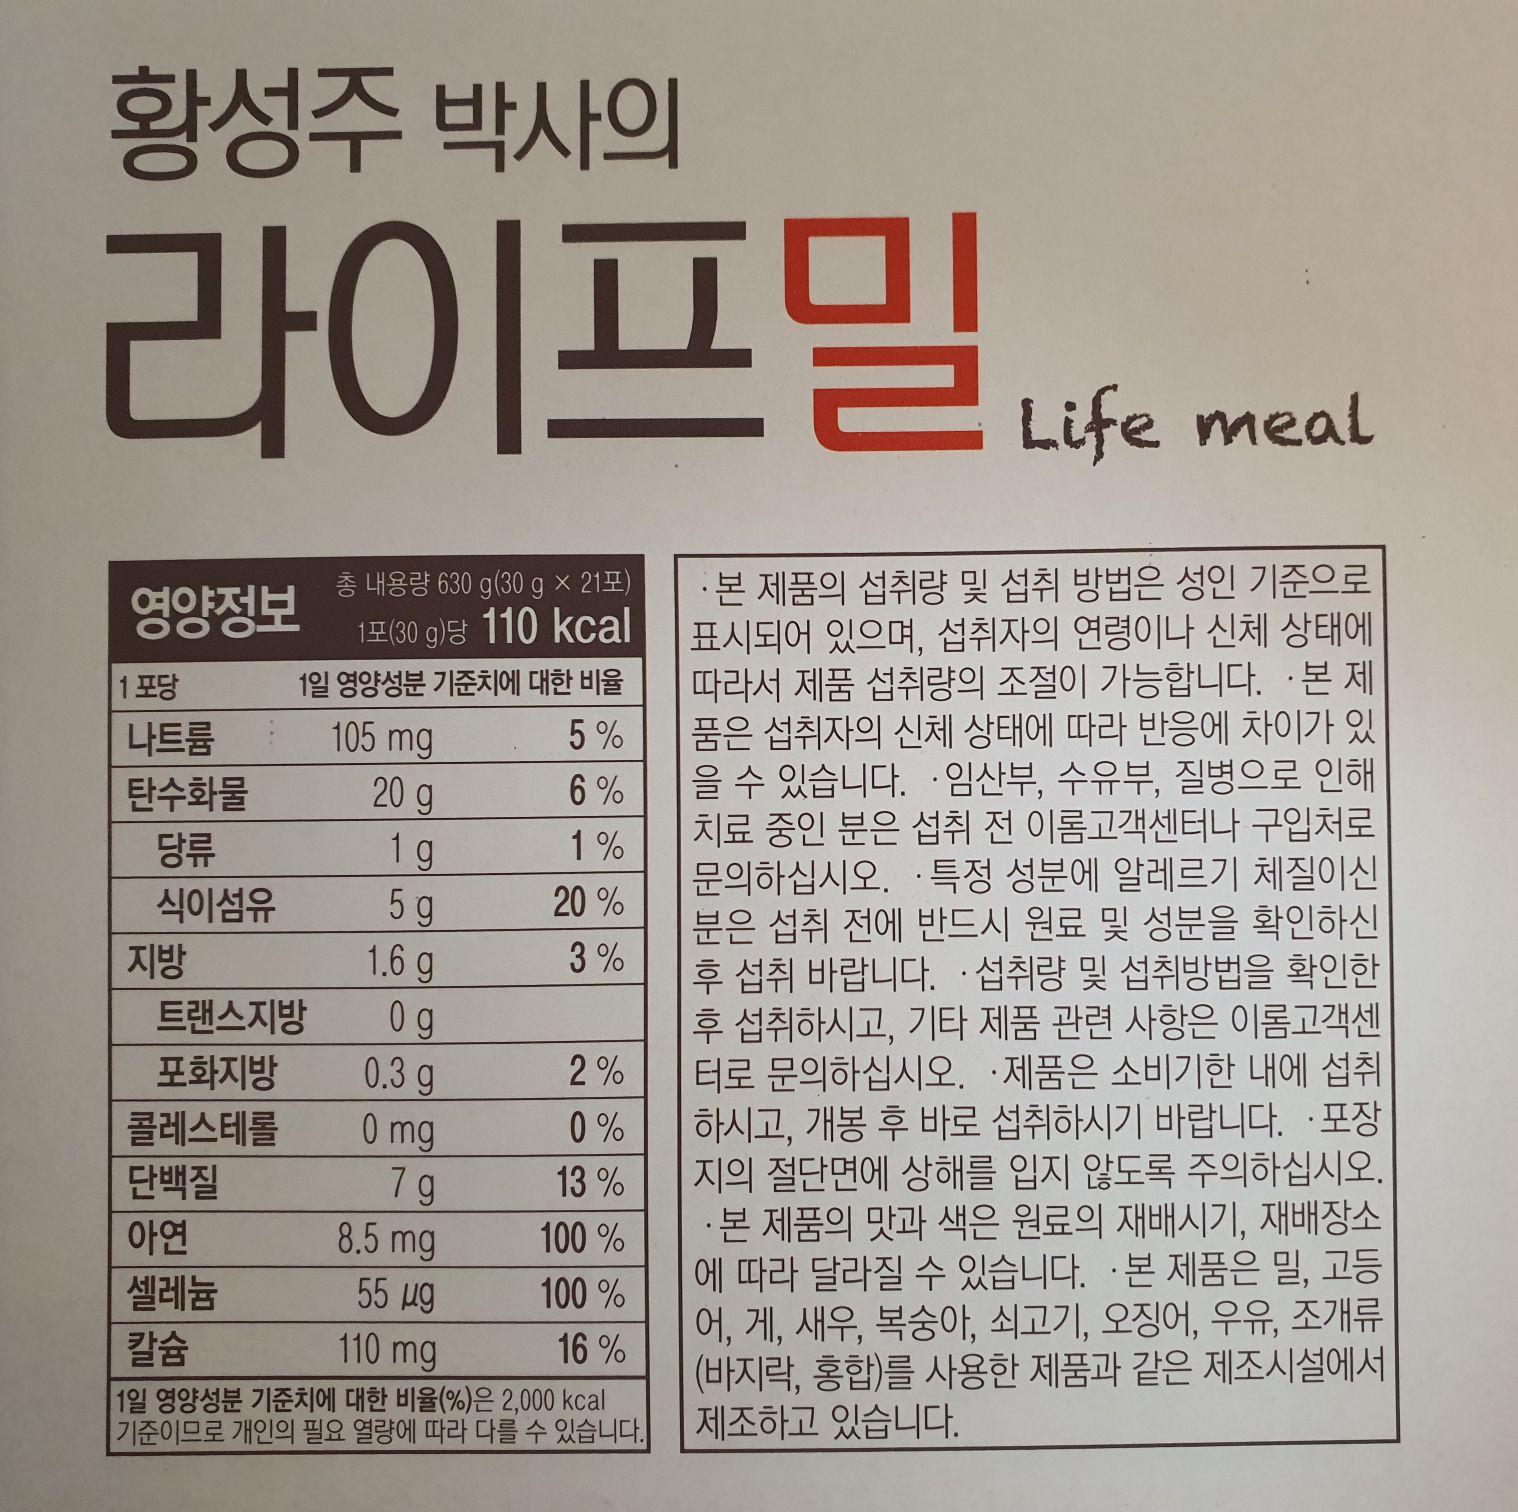 황성주 박사의
라이프밀 Life meal
영양정보
총 내용량 630 g(30 g × 21포)
1포(30 g)당 110 kcal
1 포당 1일 영양성분 기준치에 대한 비율
나트륨 105 mg 5 %
탄수화물 20 g 6 %
당류 1 g 1 %
식이섬유 5 g 20 %
지방 1.6 g 3 %
트랜스지방 0 g
포화지방 0.3 g 2 %
콜레스테롤 0 mg 0 %
단백질 7 g 13 %
아연 8.5 mg 100 %
셀레늄 55 μg 100 %
칼슘 110 mg 16 %
1일 영양성분 기준치에 대한 비율(%)은 2,000 kcal
기준이므로 개인의 필요 열량에 따라 다를 수 있습니다.
·본 제품의 섭취량 및 섭취 방법은 성인 기준으로
표시되어 있으며, 섭취자의 연령이나 신체 상태에
따라서 제품 섭취량의 조절이 가능합니다. ·본 제
품은 섭취자의 신체 상태에 따라 반응에 차이가 있
을 수 있습니다. ·임산부, 수유부, 질병으로 인해
치료 중인 분은 섭취 전 이롬고객센터나 구입처로
문의하십시오. ·특정 성분에 알레르기 체질이신
분은 섭취 전에 반드시 원료 및 성분을 확인하신
후 섭취 바랍니다. ·섭취량 및 섭취방법을 확인한
후 섭취하시고, 기타 제품 관련 사항은 이롬고객센
터로 문의하십시오. ·제품은 소비기한 내에 섭취
하시고, 개봉 후 바로 섭취하시기 바랍니다. ·포장
지의 절단면에 상해를 입지 않도록 주의하십시오.
·본 제품의 맛과 색은 원료의 재배시기, 재배장소
에 따라 달라질 수 있습니다. ·본 제품은 밀, 고등
어, 게, 새우, 복숭아, 쇠고기, 오징어, 우유, 조개류
(바지락, 홍합)를 사용한 제품과 같은 제조시설에서
제조하고 있습니다.